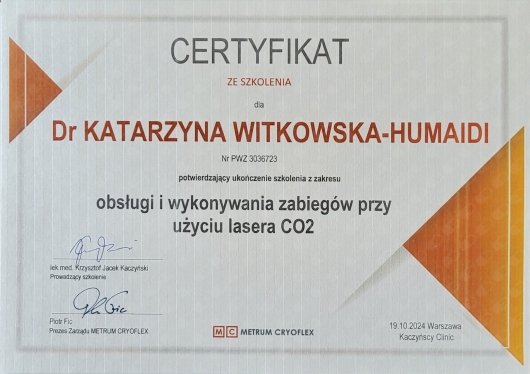 CERTYFIKAT
ZE SZKOLENIA
dla
Dr KATARZYNA WITKOWSKA-HUMAIDI
Nr PWZ 3036723
potwierdzający ukończenie szkolenia z zakresu
obsługi i wykonywania zabiegów przy
użyciu lasera CO2
lek.med. Krzysztof Jacek Kaczyński
Prowadzący szkolenie
Piotr Fic
Prezes Zarządu METRUM CRYOFLEX
MC METRUM CRYOFLEX
19.10.2024 Warszawa
Kaczyńscy Clinic